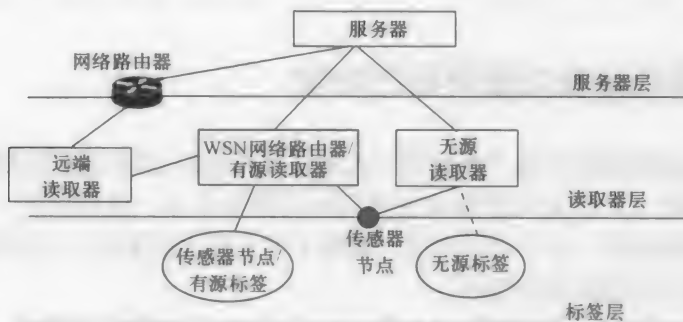 服务器
网络路由器
服务器层
远端
读取器
WSN网络路由器/
有源读取器
无源
读取器
读取器层
传感器节点/
有源标签
传感器
节点
无源标签
标签层